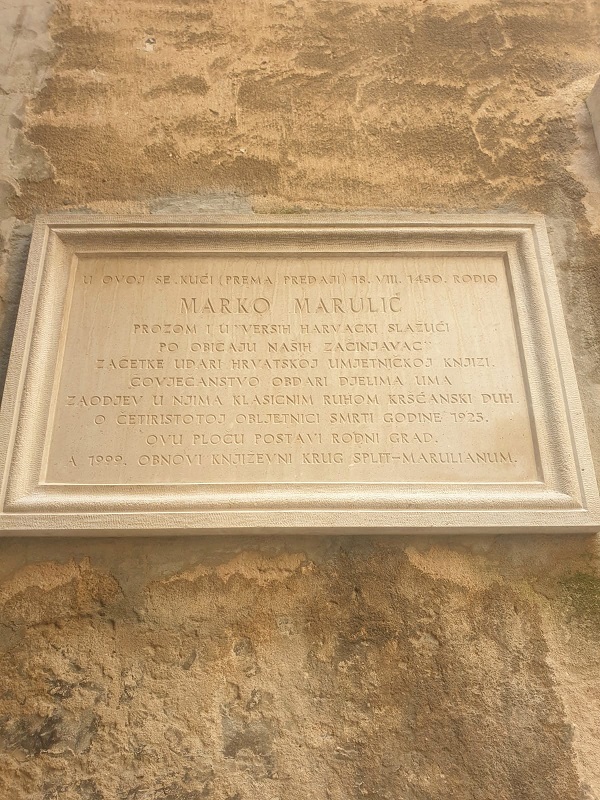 U OVOJ SE KUĆI (PREMA PREDAJI) 18. VIII. 1450. RODIO
MARKO MARULIĆ
PROZOM I U "VERSIH HARVACKI SLAŽUĆI
PO OBIČAJU NAŠIH ZAČINJAVAC"
ZAČETKE UDARI HRVATSKOJ UMJETNIČKOJ KNJIZI.
ČOVJEČANSTVO OBDARI DJELIMA UMA
ZAODJEV U NJIMA KLASIČNIM RUHOM KRŠĆANSKI DUH.
O ČETIRISTOTOJ OBLJETNICI SMRTI GODINE 1925.
OVU PLOČU POSTAVI RODNI GRAD.
A 1999. OBNOVI KNJIŽEVNI KRUG SPLIT-MARULIANUM.